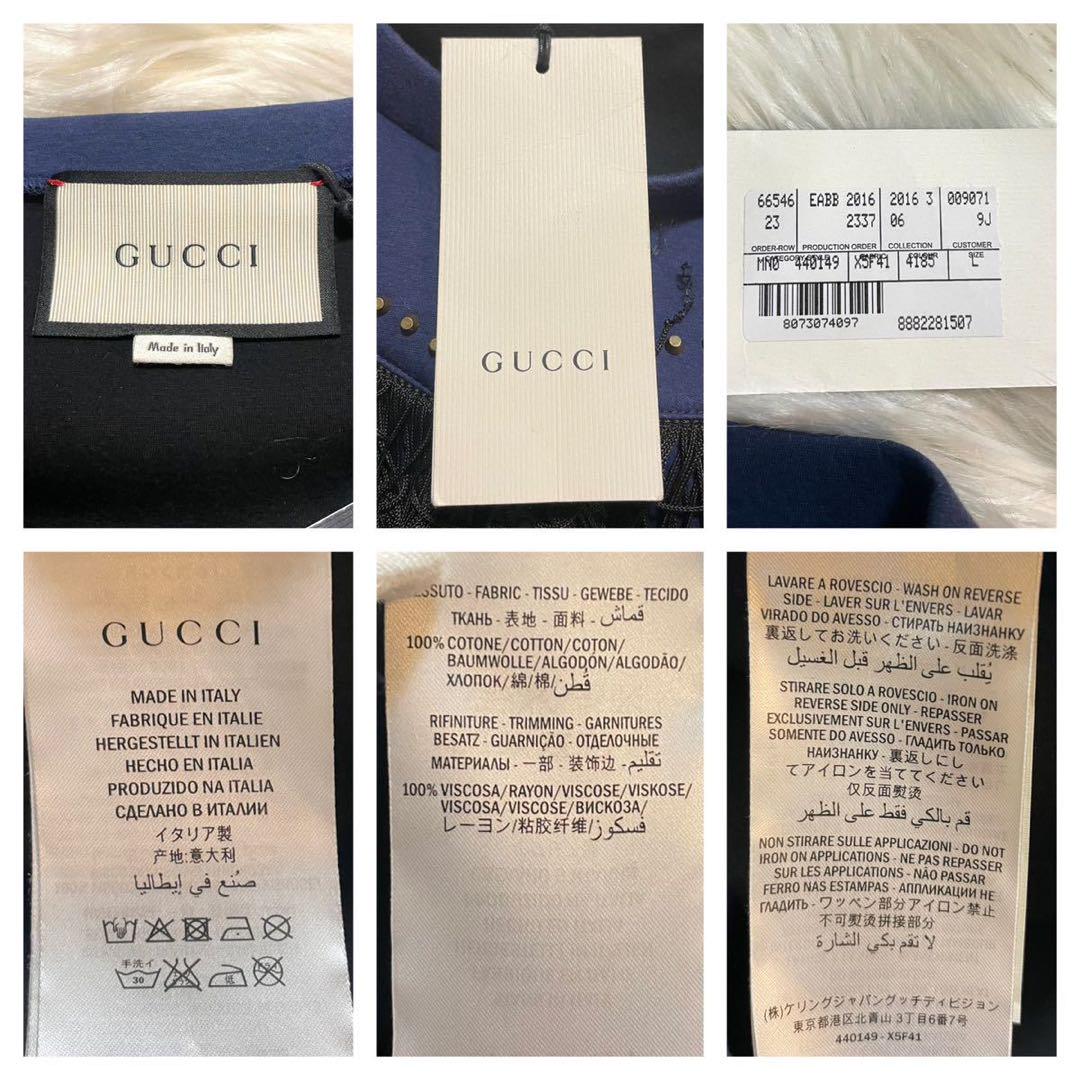 GUCCI
Made in Italy
GUCCI
66546 EABB 2016 2016 3 009071
23 2337 06 9J
ORDER-ROW PRODUCTION ORDER COLLECTION CUSTOMER
SIZE
MN0 440149 X5F41 4185 L
8073074097 8882281507
GUCCI
MADE IN ITALY
FABRIQUE EN ITALIE
HERGESTELLT IN ITALIEN
HECHO EN ITALIA
PRODUZIDO NA ITALIA
СДЕЛАНО В ИТАЛИИ
イタリア製
产地:意大利
صُنع في إيطاليا
手洗イ
30 低
- FABRIC - TISSU - GEWEBE - TECIDO
ТКАНЬ - 表地 - 面料 - قماش
100% COTONE/COTTON/COTON/
BAUMWOLLE/ALGODÓN/ALGODÃO/
ХЛОПОК/綿/棉/قُطن
RIFINITURE - TRIMMING - GARNITURES
BESATZ - GUARNIÇÃO - ОТДЕЛОЧНЫЕ
МАТЕРИАЛЫ - 一部 - 装饰边 - تقليم
100% VISCOSA/RAYON/VISCOSE/VISKOSE/
VISCOSA/VISCOSE/ВИСКОЗА/
レーヨン/粘胶纤维/فسكوز
LAVARE A ROVESCIO - WASH ON REVERSE
SIDE - LAVER SUR L'ENVERS - LAVAR
VIRADO DO AVESSO - СТИРАТЬ НАИЗНАНКУ
裏返してお洗いください - 反面洗涤
يُقلب على الظهر قبل الغسيل
STIRARE SOLO A ROVESCIO - IRON ON
REVERSE SIDE ONLY - REPASSER
EXCLUSIVEMENT SUR L'ENVERS - PASSAR
SOMENTE DO AVESSO - ГЛАДИТЬ ТОЛЬКО
НАИЗНАНКУ - 裏返しにし
てアイロンを当ててください
仅反面熨烫
قم بالكي فقط على الظهر
NON STIRARE SULLE APPLICAZIONI - DO NOT
IRON ON APPLICATIONS - NE PAS REPASSER
SUR LES APPLICATIONS - NÃO PASSAR
FERRO NAS ESTAMPAS - АППЛИКАЦИИ НЕ
ГЛАДИТЬ - ワッペン部分アイロン禁止
不可熨烫拼接部分
لا تقم بكي الشارة
(株)ケリングジャパングッチディビジョン
東京都港区北青山3丁目6番7号
440149 - X5F41